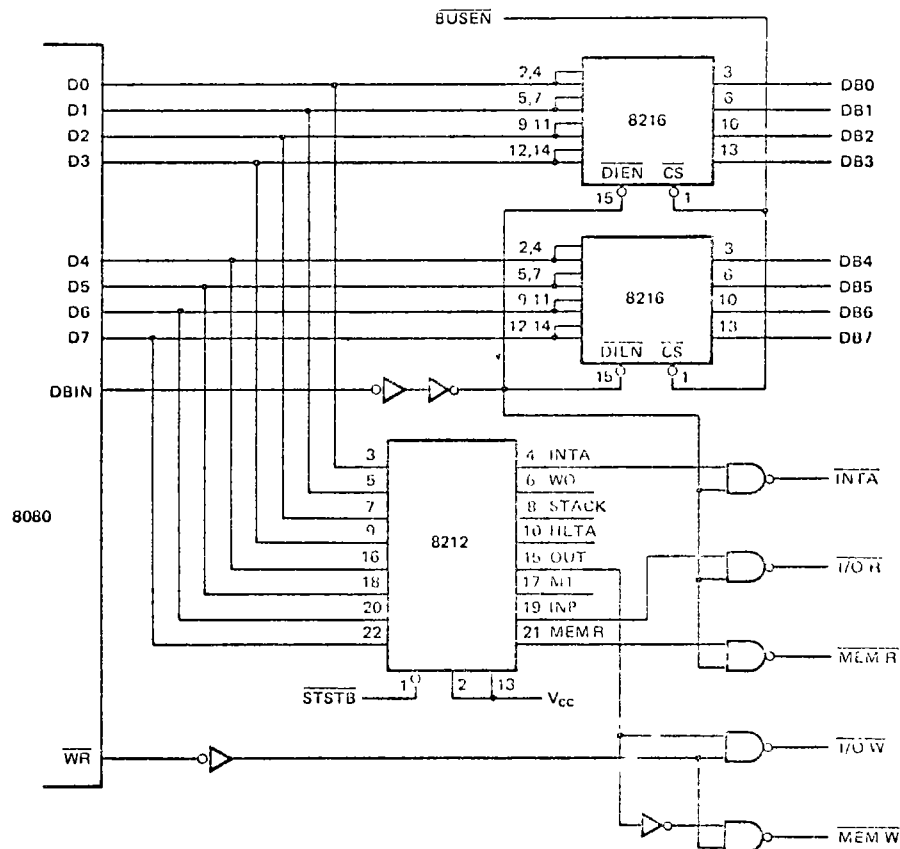 BUSEN
D0
2,4
3
DB0
D1
5,7
6
DB1
D2
9 11
8216
10
DB2
D3
12,14
13
DB3
DIEN CS
15 1
D4
2,4
3
DB4
D5
5,7
6
DB5
D6
9 11
8216
10
DB6
D7
12 14
13
DB7
DIEN CS
15 1
DBIN
3
4 INTA
INTA
5
6 WO
7
8 STACK
8080
9
8212
10 HLTA
16
15 OUT
I/O R
18
17 M1
20
19 INP
22
21 MEMR
MEM R
STSTB
1
2
13
Vcc
I/O W
WR
MEM W